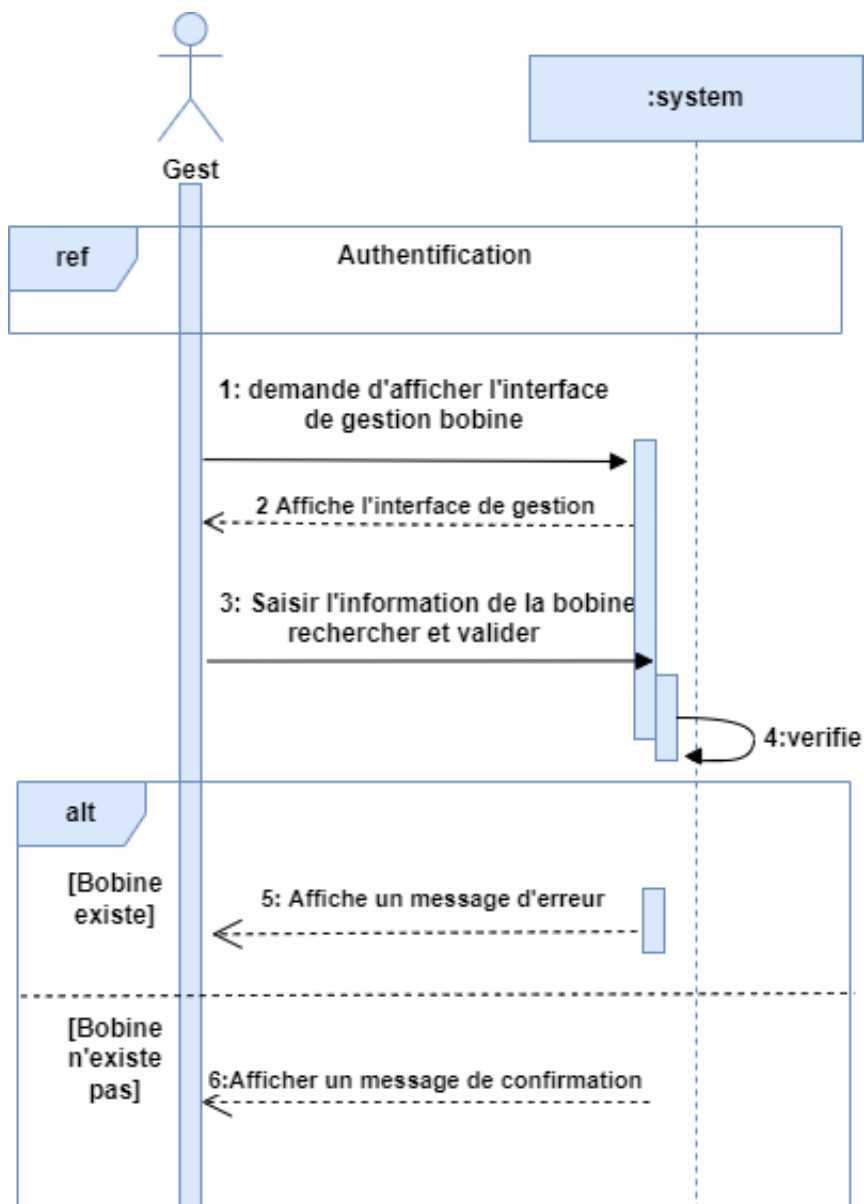 :system
Gest
ref
Authentification
1: demande d'afficher l'interface
de gestion bobine
2 Affiche l'interface de gestion
3: Saisir l'information de la bobine
rechercher et valider
4:verifie
alt
[Bobine
existe]
5: Affiche un message d'erreur
[Bobine
n'existe
pas]
6:Afficher un message de confirmation